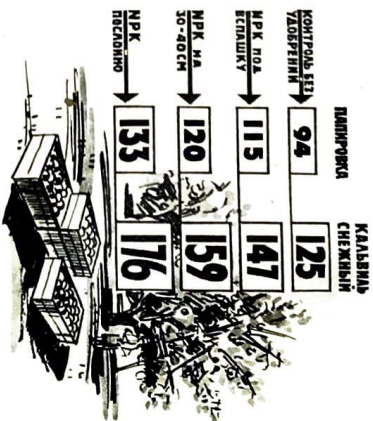 ПАПИРОВКА
КАЛЬВИЛЬ
СНЕЖНЫЙ
КОНТРОЛЬ БЕЗ
УДОБРЕНИЙ
94
125
NPK ПОД
ВСПАШКУ
115
147
NPK НА
30-40СМ
120
159
NPK
ПОСЛОЙНО
133
176